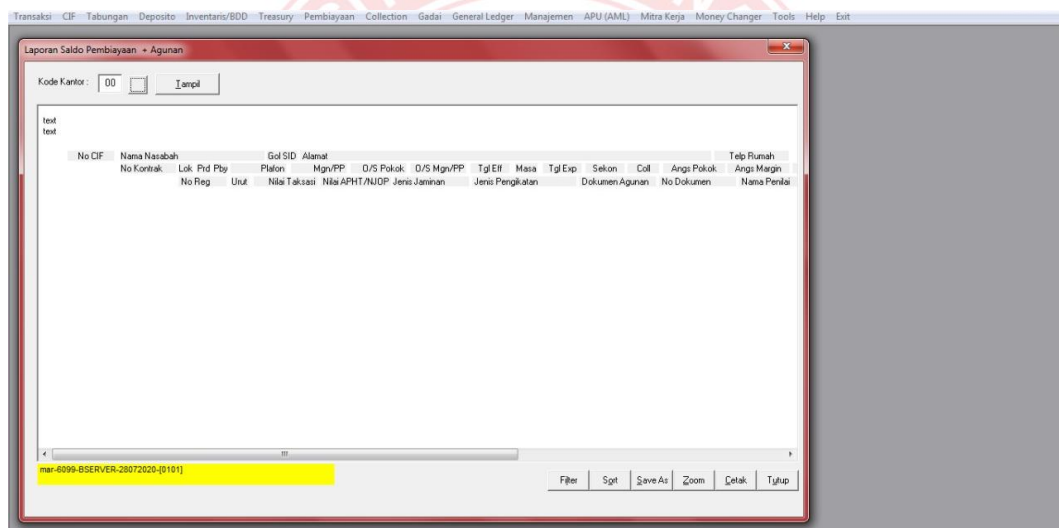 Transaksi CIF Tabungan Deposito Inventaris/BDD Treasury Pembiayaan Collection Gadai General Ledger Manajemen APU (AML) Mitra Kerja Money Changer Tools Help Exit
Laporan Saldo Pembiayaan + Agunan
Kode Kantor : 00 Tampil
text
text
No CIF Nama Nasabah Gol SID Alamat Telp Rumah
No Kontrak Lok Prd Pby Plafon Mgn/PP O/S Pokok O/S Mgn/PP Tgl Eff Masa Tgl Exp Sekon Coll Angs Pokok Angs Margin
No Reg Urut Nilai Taksasi Nilai APHT/NJOP Jenis Jaminan Jenis Pengikatan Dokumen Agunan No Dokumen Nama Penilai
mar-6099-BSERVER-28072020-[0101]
Filter Sort Save As Zoom Cetak Tutup